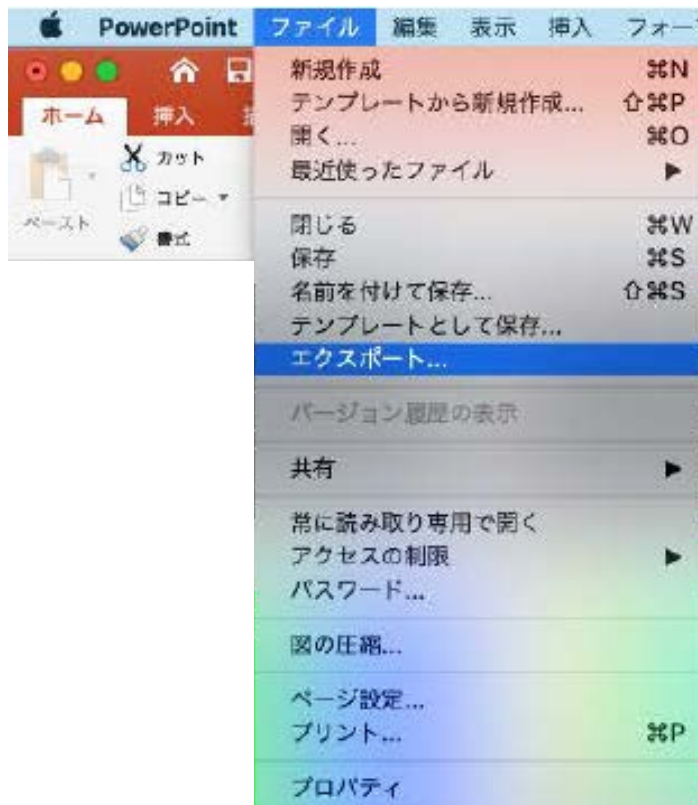 PowerPoint ファイル 編集 表示 挿入 フォー
ホーム 挿入
カット
コピー
ペースト
書式
新規作成 ⌘N
テンプレートから新規作成... ⇧⌘P
開く... ⌘O
最近使ったファイル ▶
閉じる ⌘W
保存 ⌘S
名前を付けて保存... ⇧⌘S
テンプレートとして保存...
エクスポート...
バージョン履歴の表示
共有 ▶
常に読み取り専用で開く
アクセスの制限 ▶
パスワード...
図の圧縮...
ページ設定...
プリント... ⌘P
プロパティ